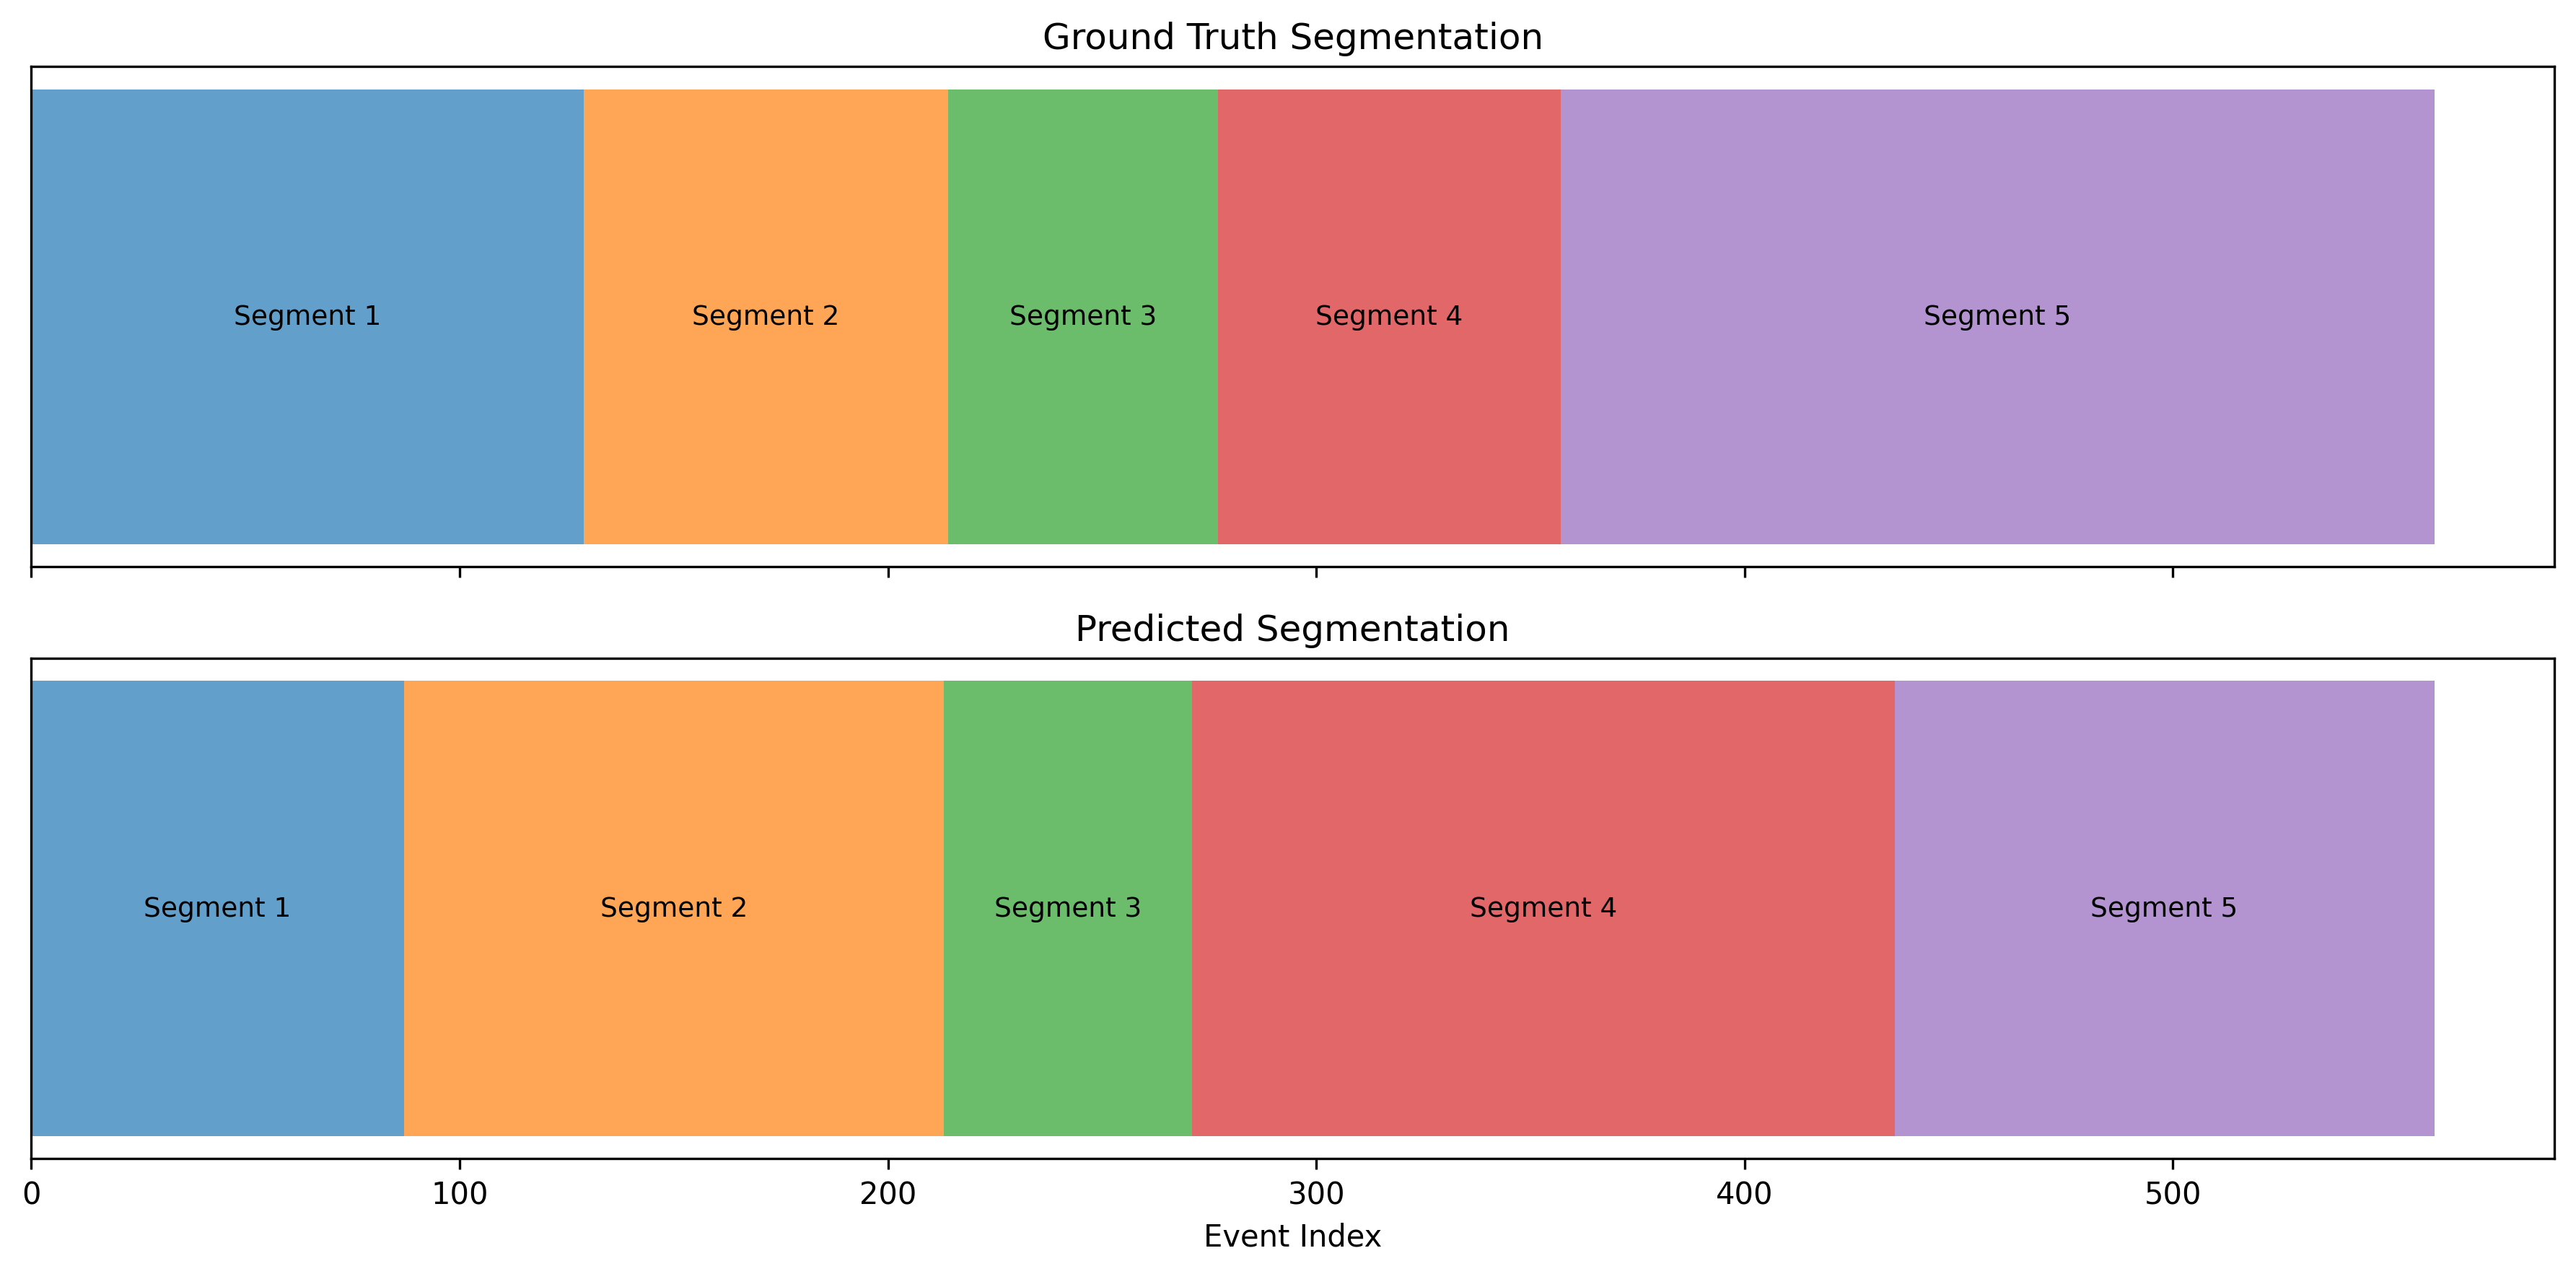 Ground Truth Segmentation
Segment 1 Segment 2 Segment 3 Segment 4 Segment 5
Predicted Segmentation
Segment 1 Segment 2 Segment 3 Segment 4 Segment 5
0 100 200 300 400 500
Event Index